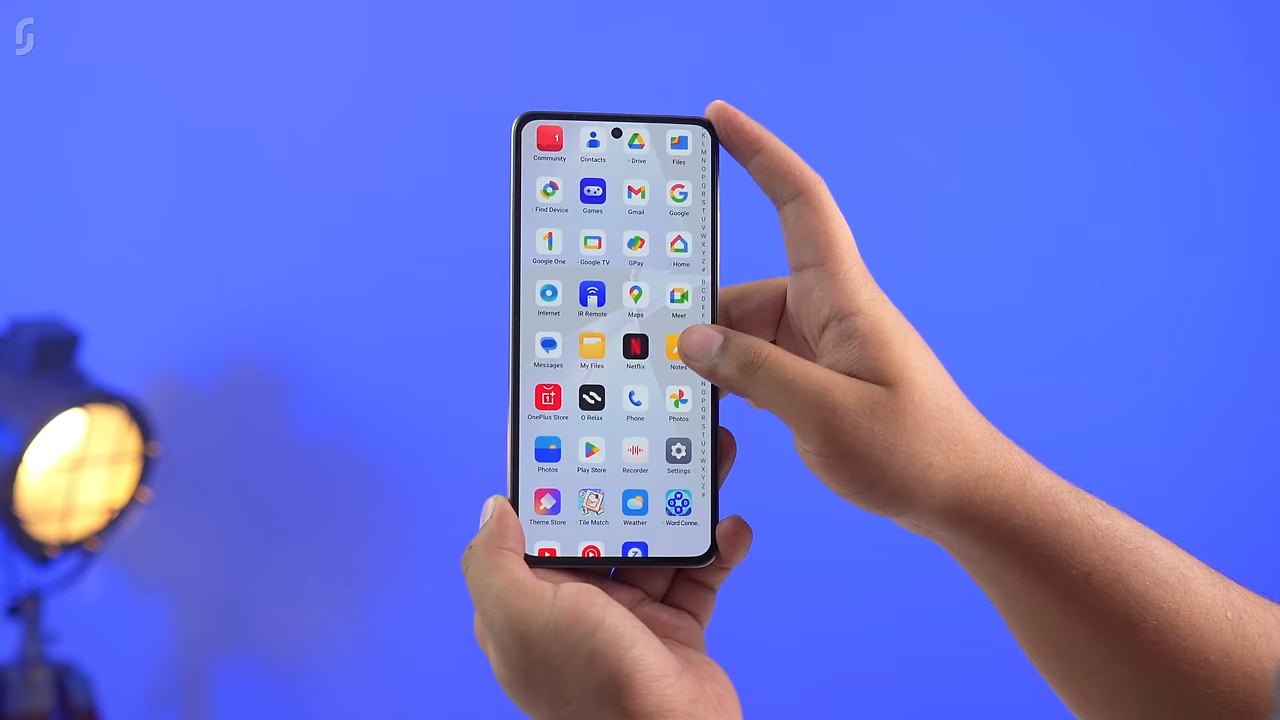 1
Community Contacts Drive Files
Find Device Games Gmail Google
Google One Google TV GPay Home
Internet IR Remote Maps Meet
Messages My Files Netflix Notes
OnePlus Store O Relax Phone Photos
Photos Play Store Recorder Settings
Theme Store Tile Match Weather Word Conne..
K
L
M
N
O
P
Q
R
S
T
U
V
W
X
Y
Z
#